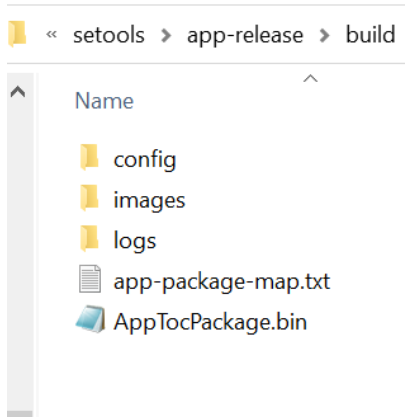 « setools > app-release > build
Name
config
images
logs
app-package-map.txt
AppTocPackage.bin